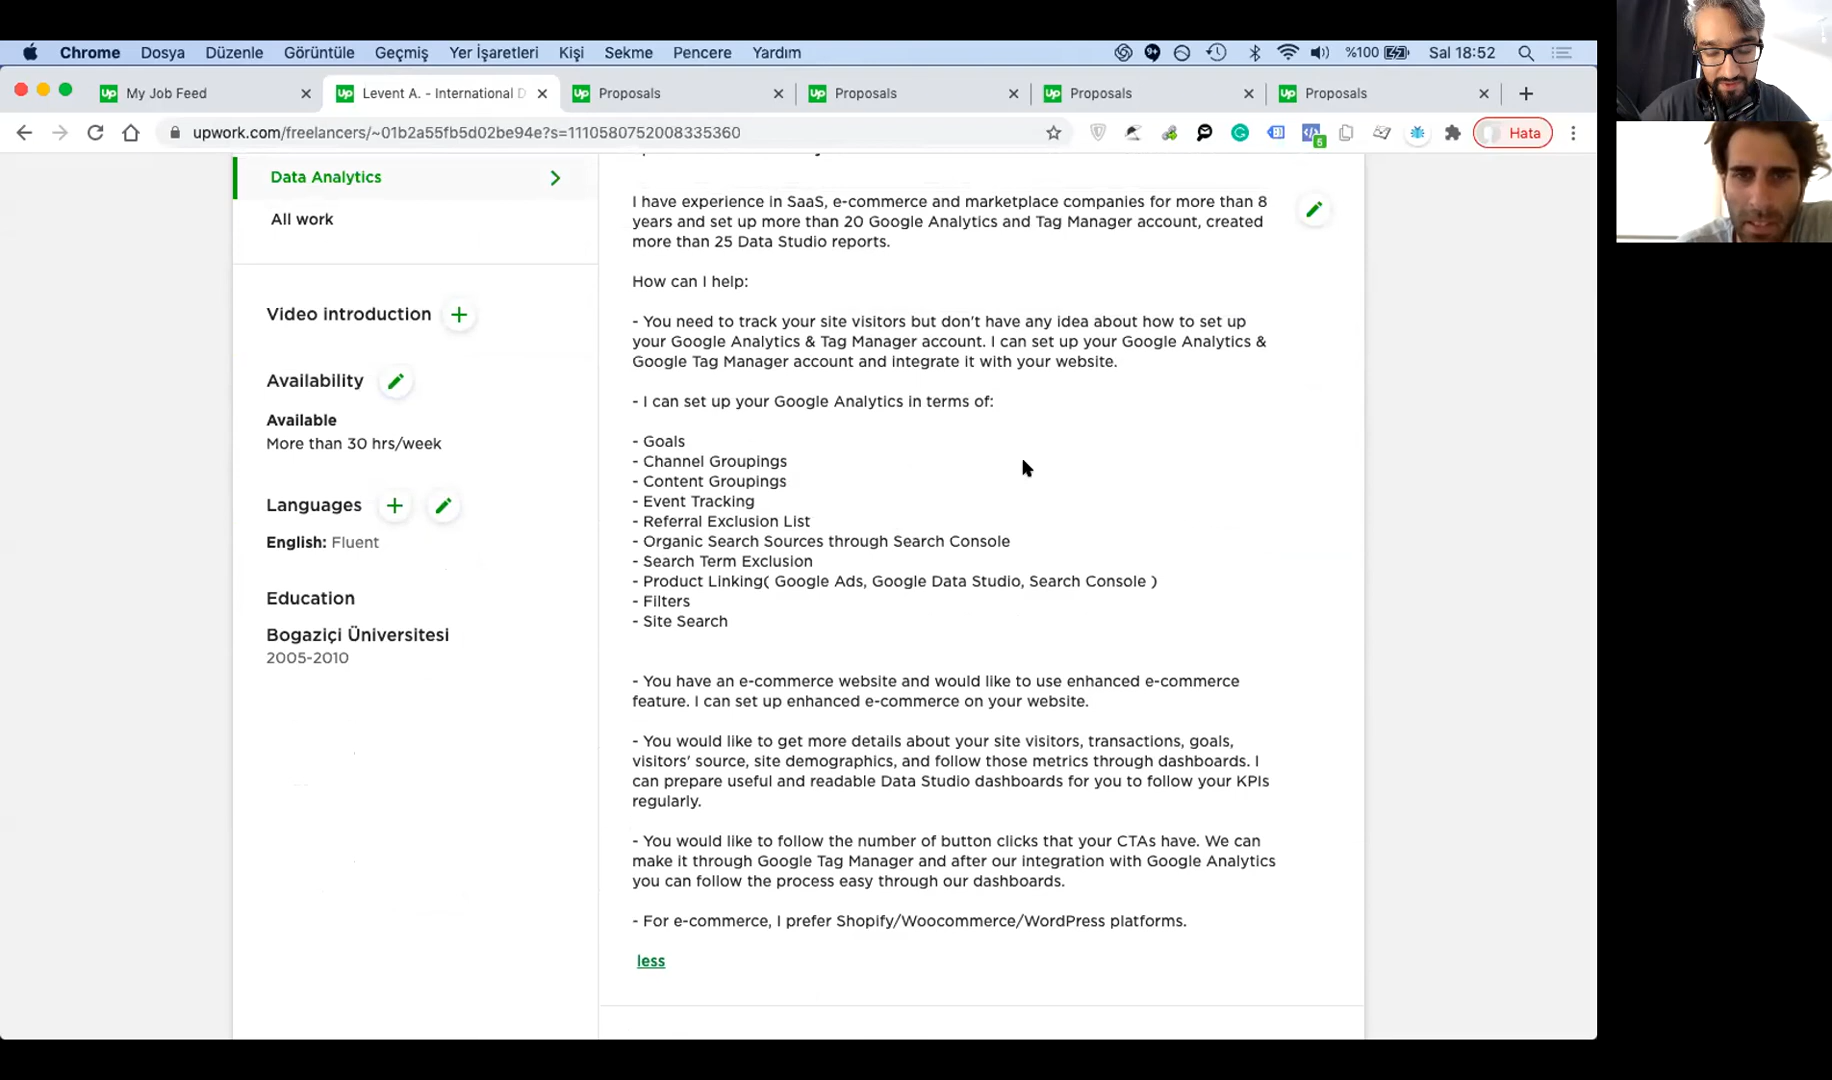 Chrome Dosya Düzenle Görüntüle Geçmiş Yer İşaretleri Kişi Sekme Pencere Yardım %100 Sal 18:52
My Job Feed
Levent A. - International D
Proposals
Proposals
Proposals
Proposals
upwork.com/freelancers/~01b2a55fb5d02be94e?s=1110580752008335360
Hata
Data Analytics
All work
Video introduction
Availability
Available
More than 30 hrs/week
Languages
English: Fluent
Education
Bogaziçi Üniversitesi
2005-2010
I have experience in SaaS, e-commerce and marketplace companies for more than 8
years and set up more than 20 Google Analytics and Tag Manager account, created
more than 25 Data Studio reports.
How can I help:
- You need to track your site visitors but don't have any idea about how to set up
your Google Analytics & Tag Manager account. I can set up your Google Analytics &
Google Tag Manager account and integrate it with your website.
- I can set up your Google Analytics in terms of:
- Goals
- Channel Groupings
- Content Groupings
- Event Tracking
- Referral Exclusion List
- Organic Search Sources through Search Console
- Search Term Exclusion
- Product Linking( Google Ads, Google Data Studio, Search Console )
- Filters
- Site Search
- You have an e-commerce website and would like to use enhanced e-commerce
feature. I can set up enhanced e-commerce on your website.
- You would like to get more details about your site visitors, transactions, goals,
visitors' source, site demographics, and follow those metrics through dashboards. I
can prepare useful and readable Data Studio dashboards for you to follow your KPIs
regularly.
- You would like to follow the number of button clicks that your CTAs have. We can
make it through Google Tag Manager and after our integration with Google Analytics
you can follow the process easy through our dashboards.
- For e-commerce, I prefer Shopify/Woocommerce/WordPress platforms.
less